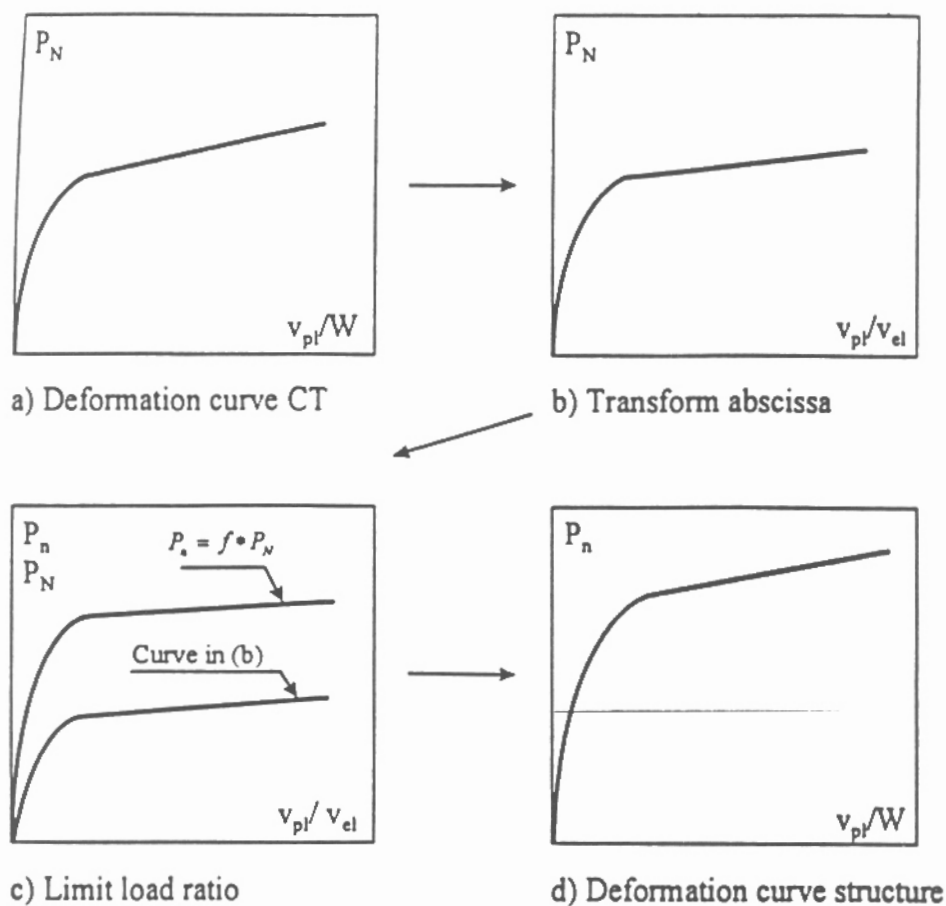 P_N
v_pl/W
a) Deformation curve CT
P_N
v_pl/v_el
b) Transform abscissa
P_n
P_N
P_n = f * P_N
Curve in (b)
v_pl/ v_el
c) Limit load ratio
P_n
v_pl/W
d) Deformation curve structure